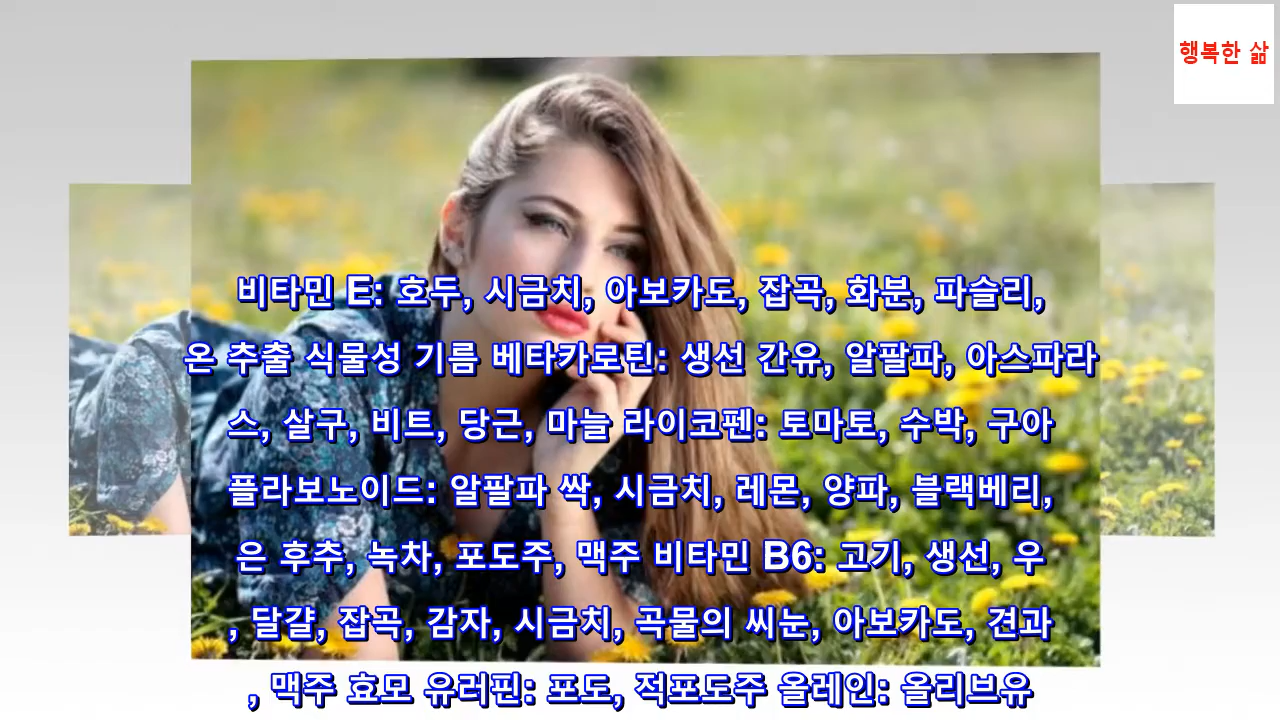 행복한 삶
비타민 E: 호두, 시금치, 아보카도, 잡곡, 화분, 파슬리,
온 추출 식물성 기름 베타카로틴: 생선 간유, 알팔파, 아스파라
스, 살구, 비트, 당근, 마늘 라이코펜: 토마토, 수박, 구아
플라보노이드: 알팔파 싹, 시금치, 레몬, 양파, 블랙베리,
은 후추, 녹차, 포도주, 맥주 비타민 B6: 고기, 생선, 우
, 달걀, 잡곡, 감자, 시금치, 곡물의 씨눈, 아보카도, 견과
, 맥주 효모 유러핀: 포도, 적포도주 올레인: 올리브유